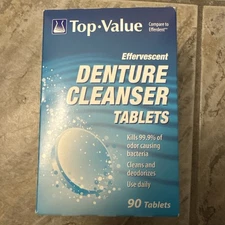 Top·Value
Compare to
Efferdent™
Effervescent
DENTURE
CLEANSER
TABLETS
Kills 99.9% of
odor causing
bacteria
Cleans and
deodorizes
Use daily
90 Tablets